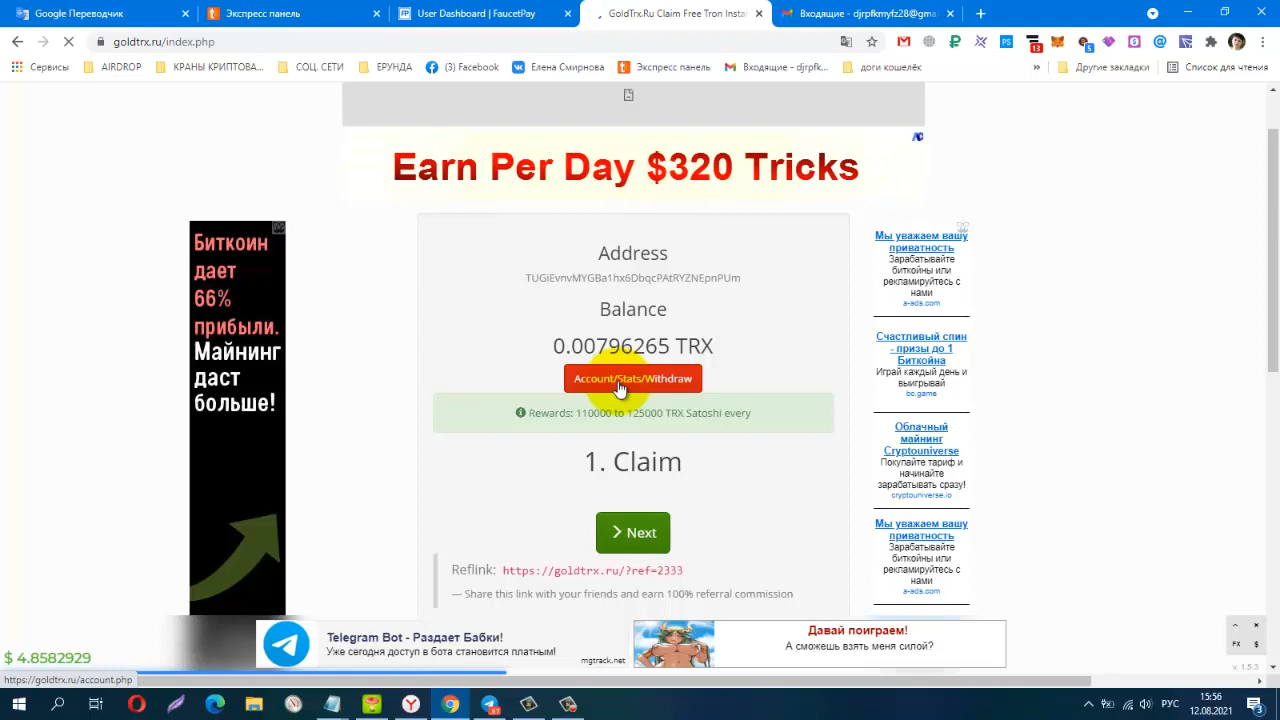 Google Переводчик
Экспресс панель
User Dashboard | FaucetPay
GoldTRX.ru | Claim Free Tron Insta
Входящие - djrpfkmyfz28@gma
goldtrx.ru/index.php
Сервисы
AIRDROP
КРАНЫ КРИПТОВА...
СОЦ. СЕТИ
ЕРУНДА
(3) Facebook
Елена Смирнова
Экспресс панель
Входящие - djrpfk...
доги кошелёк
»
Другие закладки
Список для чтения
Earn Per Day $320 Tricks
Биткоин
дает
66%
прибыли.
Майнинг
даст
больше!
Address
TUGiEvnvMYGBa1hx6DbqcPAtRYZNEpnPUm
Balance
0.00796265 TRX
Account/Stats/Withdraw
Rewards: 110000 to 125000 TRX Satoshi every
1. Claim
Next
Reflink: https://goldtrx.ru/?ref=2333
— Share this link with your friends and earn 100% referral commission
Мы уважаем вашу
приватность
Зарабатывайте
биткойны или
рекламируйтесь с
нами
a-ads.com
Счастливый спин
- призы до 1
Биткойна
Играй каждый день и
выигрывай
bc.game
Облачный
майнинг
Cryptouniverse
Покупайте тариф и
начинайте
зарабатывать сразу!
cryptouniverse.io
Мы уважаем вашу
приватность
Зарабатывайте
биткойны или
рекламируйтесь с
нами
a-ads.com
Telegram Bot - Раздает Бабки!
Уже сегодня доступ в бота становится платным!
mgtrack.net
Давай поиграем!
А сможешь взять меня силой?
$ 4.8582929
FX $
v 1.5.3
https://goldtrx.ru/account.php
РУС
15:56
12.08.2021